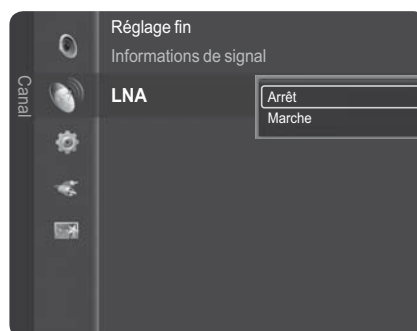 Réglage fin
Informations de signal
Canal
LNA
Arrêt
Marche